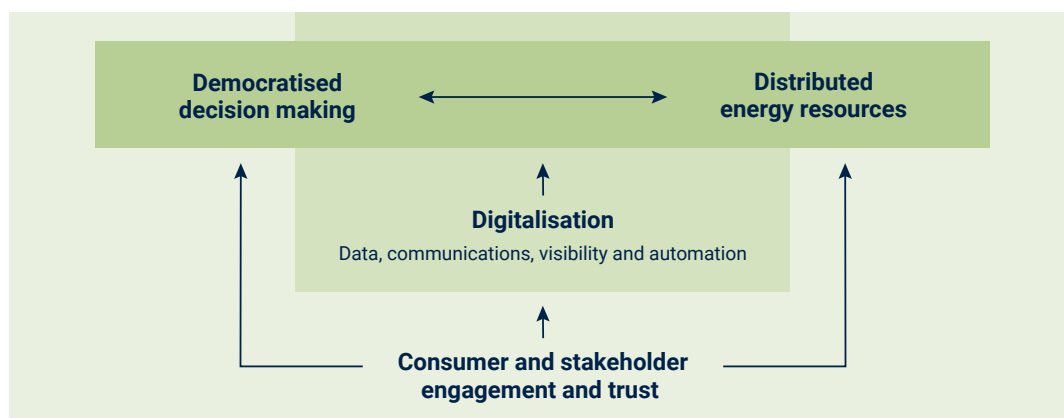 Democratised
decision making
Distributed
energy resources
Digitalisation
Data, communications, visibility and automation
Consumer and stakeholder
engagement and trust